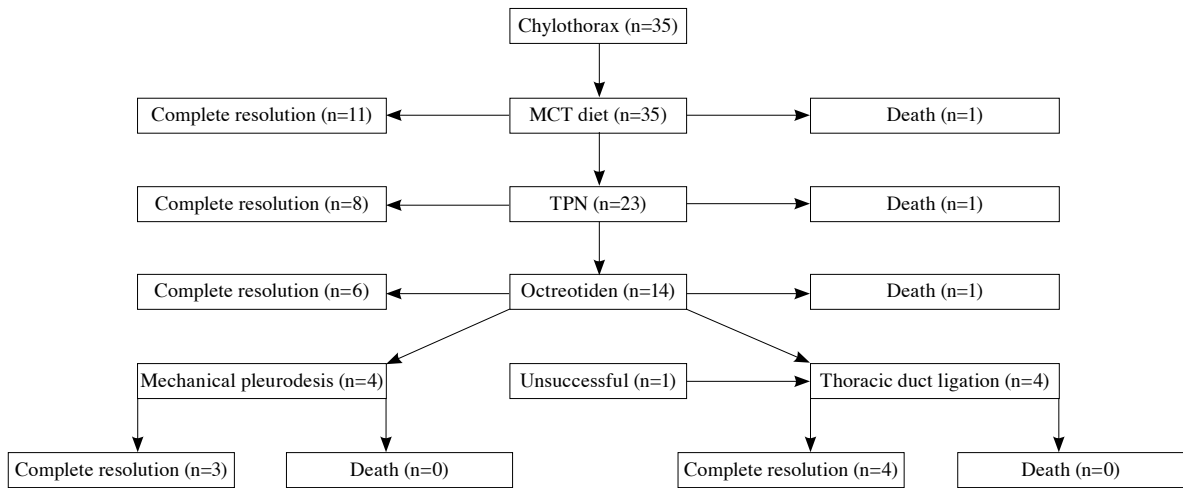 Chylothorax (n=35)
Complete resolution (n=11)
MCT diet (n=35)
Death (n=1)
Complete resolution (n=8)
TPN (n=23)
Death (n=1)
Complete resolution (n=6)
Octreotiden (n=14)
Death (n=1)
Mechanical pleurodesis (n=4)
Unsuccessful (n=1)
Thoracic duct ligation (n=4)
Complete resolution (n=3)
Death (n=0)
Complete resolution (n=4)
Death (n=0)